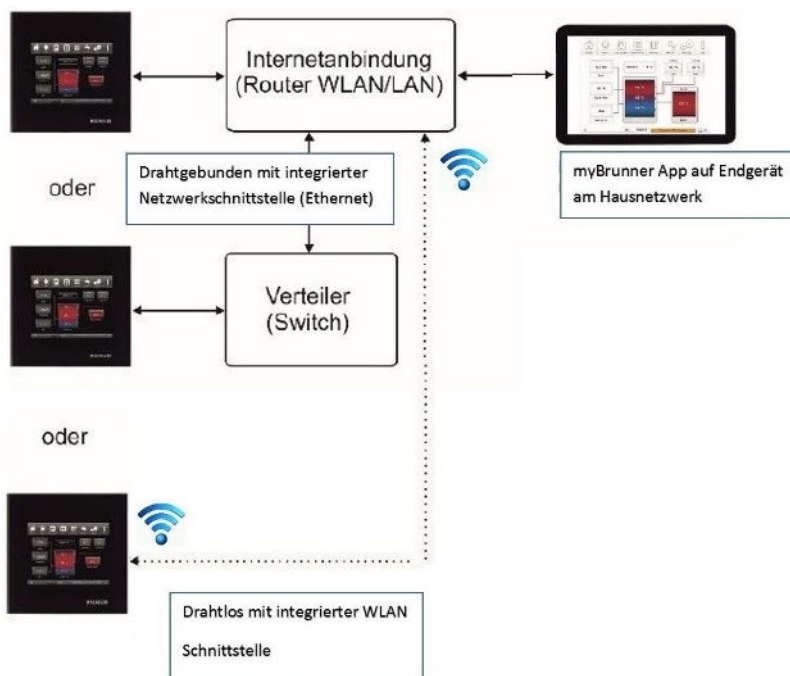 Internetanbindung
(Router WLAN/LAN)
oder
Drahtgebunden mit integrierter
Netzwerkschnittstelle (Ethernet)
myBrunner App auf Endgerät
am Hausnetzwerk
Verteiler
(Switch)
oder
Drahtlos mit integrierter WLAN
Schnittstelle